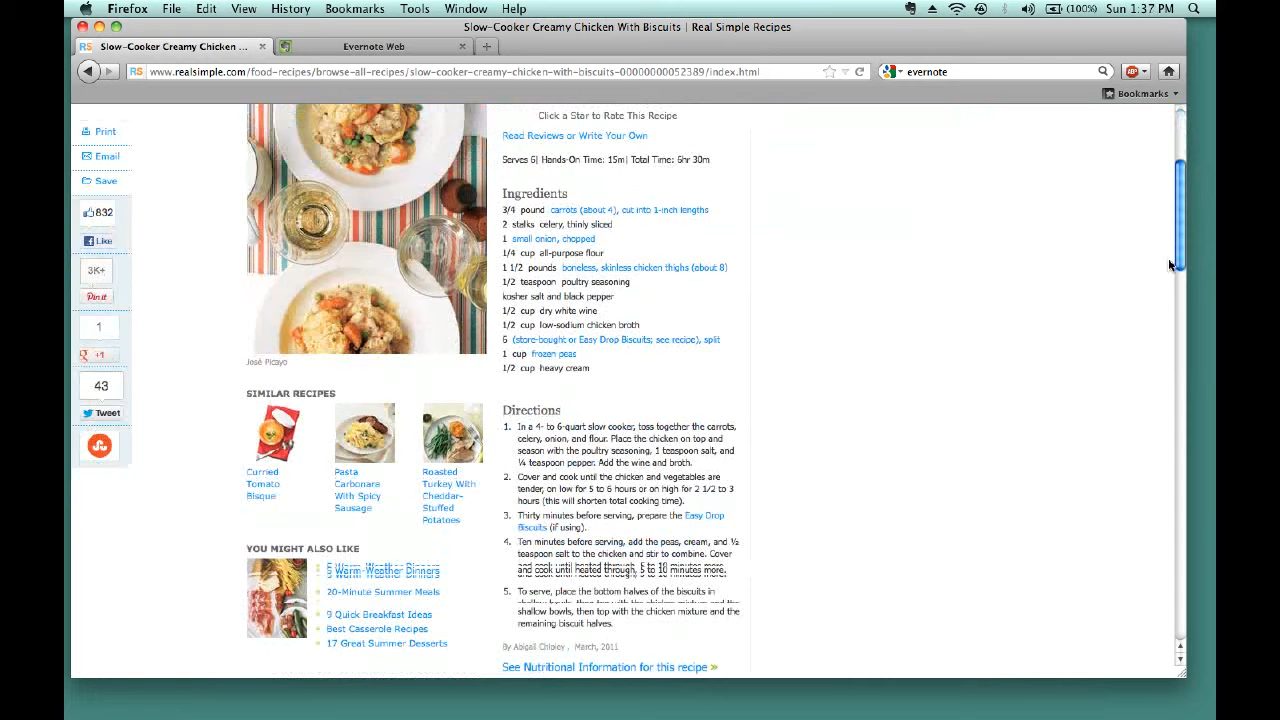 Firefox File Edit View History Bookmarks Tools Window Help (100%) Sun 1:37 PM
Slow-Cooker Creamy Chicken With Biscuits | Real Simple Recipes
RS Slow-Cooker Creamy Chicken ... Evernote Web
RS www.realsimple.com/food-recipes/browse-all-recipes/slow-cooker-creamy-chicken-with-biscuits-00000000052389/index.html evernote ABP
Bookmarks
Print
Email
Save
832
Like
3K+
Pin it
1
+1
43
Tweet
José Picayo
SIMILAR RECIPES
Curried Tomato Bisque
Pasta Carbonara With Spicy Sausage
Roasted Turkey With Cheddar-Stuffed Potatoes
YOU MIGHT ALSO LIKE
5 Warm-Weather Dinners
20-Minute Summer Meals
9 Quick Breakfast Ideas
Best Casserole Recipes
17 Great Summer Desserts
Click a Star to Rate This Recipe
Read Reviews or Write Your Own
Serves 6| Hands-On Time: 15m| Total Time: 6hr 30m
Ingredients
3/4 pound carrots (about 4), cut into 1-inch lengths
2 stalks celery, thinly sliced
1 small onion, chopped
1/4 cup all-purpose flour
1 1/2 pounds boneless, skinless chicken thighs (about 8)
1/2 teaspoon poultry seasoning
kosher salt and black pepper
1/2 cup dry white wine
1/2 cup low-sodium chicken broth
6 (store-bought or Easy Drop Biscuits; see recipe), split
1 cup frozen peas
1/2 cup heavy cream
Directions
1. In a 4- to 6-quart slow cooker, toss together the carrots,
celery, onion, and flour. Place the chicken on top and
season with the poultry seasoning, 1 teaspoon salt, and
¼ teaspoon pepper. Add the wine and broth.
2. Cover and cook until the chicken and vegetables are
tender, on low for 5 to 6 hours or on high for 2 1/2 to 3
hours (this will shorten total cooking time).
3. Thirty minutes before serving, prepare the Easy Drop
Biscuits (if using).
4. Ten minutes before serving, add the peas, cream, and ½
teaspoon salt to the chicken and stir to combine. Cover
and cook until heated through, 5 to 10 minutes more.
5. To serve, place the bottom halves of the biscuits in
shallow bowls, then top with the chicken mixture and the
remaining biscuit halves.
By Abigail Chipley , March, 2011
See Nutritional Information for this recipe »